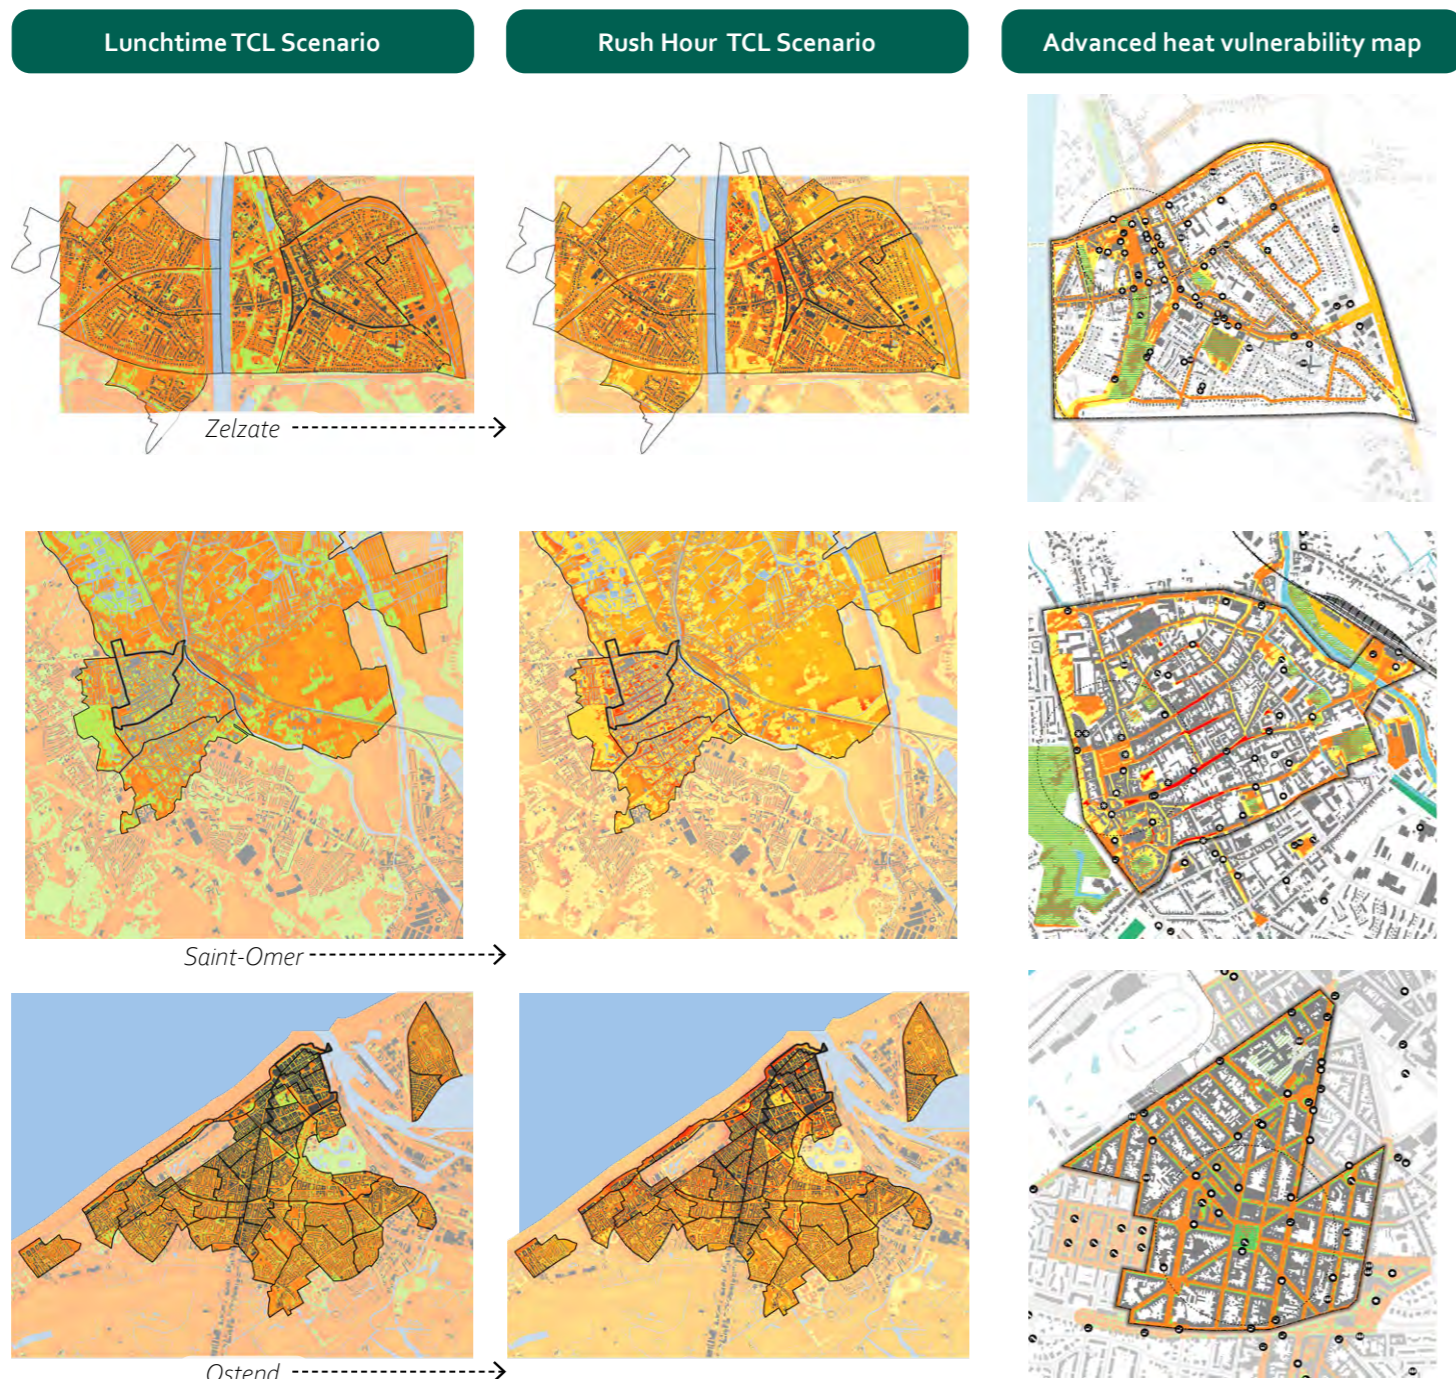 Lunchtime TCL Scenario
Rush Hour TCL Scenario
Advanced heat vulnerability map
Zelzate
Saint-Omer
Ostend